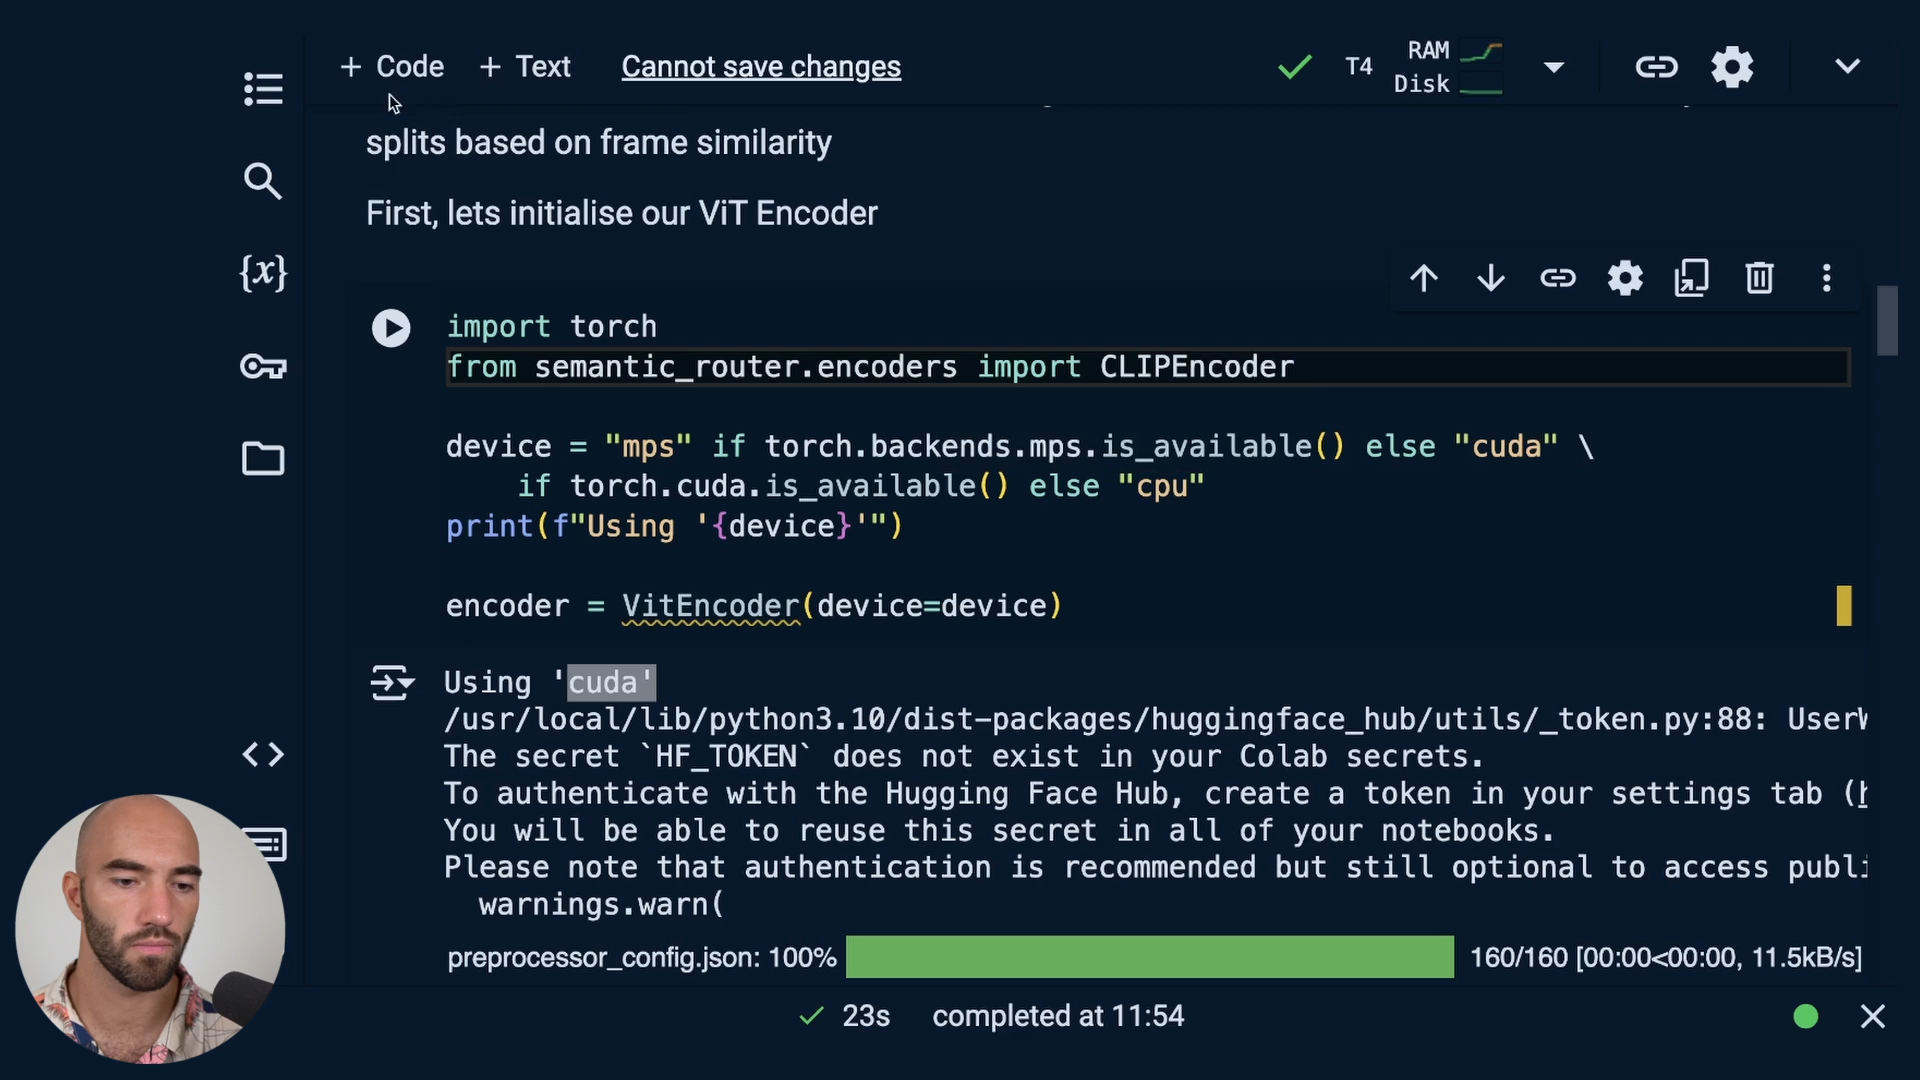 + Code + Text Cannot save changes T4 RAM Disk
splits based on frame similarity
First, lets initialise our ViT Encoder
{x}
import torch
from semantic_router.encoders import CLIPEncoder
device = "mps" if torch.backends.mps.is_available() else "cuda" \
if torch.cuda.is_available() else "cpu"
print(f"Using '{device}'")
encoder = VitEncoder(device=device)
Using 'cuda'
/usr/local/lib/python3.10/dist-packages/huggingface_hub/utils/_token.py:88: UserW
The secret `HF_TOKEN` does not exist in your Colab secrets.
To authenticate with the Hugging Face Hub, create a token in your settings tab (h
You will be able to reuse this secret in all of your notebooks.
Please note that authentication is recommended but still optional to access publi
warnings.warn(
preprocessor_config.json: 100% 160/160 [00:00<00:00, 11.5kB/s]
23s completed at 11:54